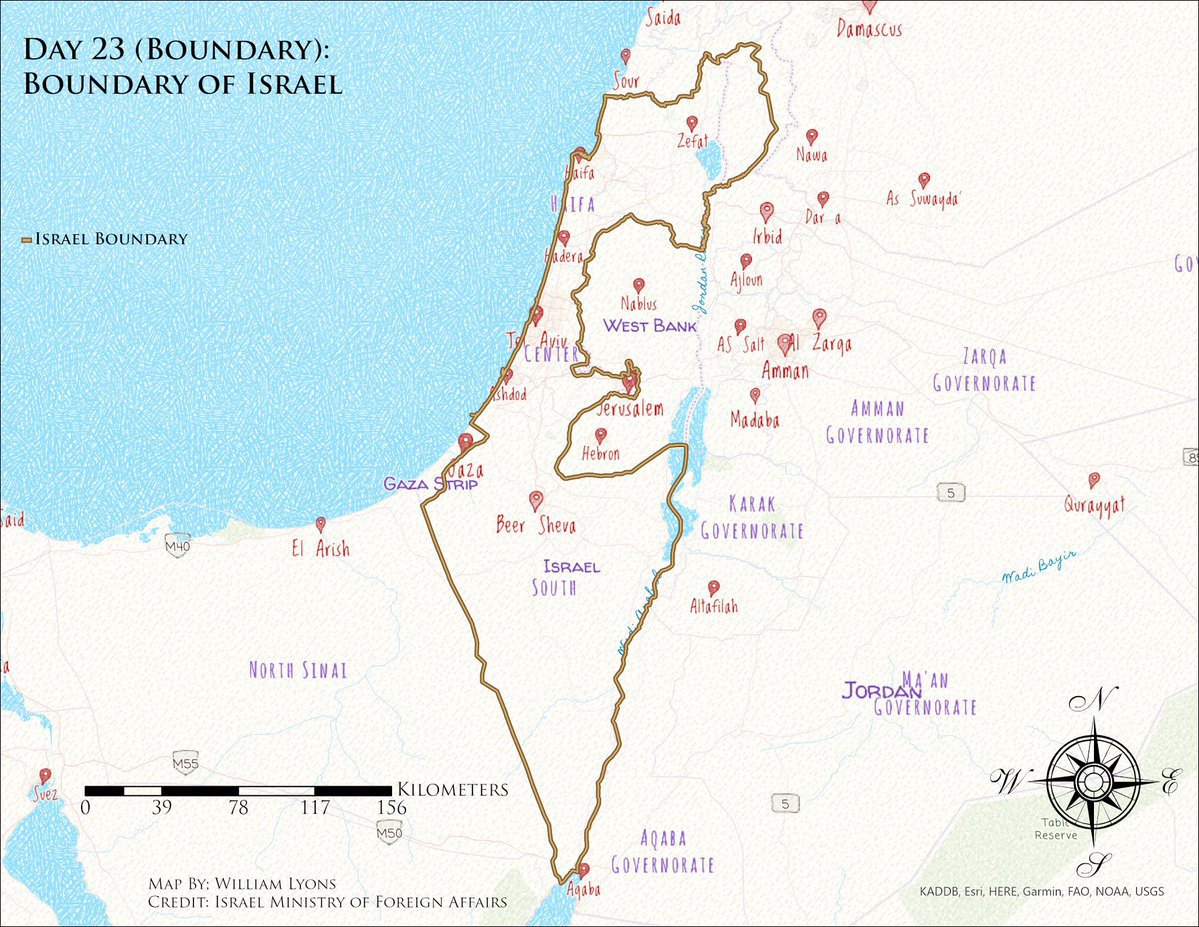 Day 23 (Boundary):
Boundary of Israel
Saida
Damascus
Sour
Zefat
Nawa
Haifa
As Suwayda'
Haifa
Dar a
Irbid
Israel Boundary
Hadera
Ajloun
Jordan
Nablus
West Bank
Tel Aviv
Center
AS Salt
Al Zarqa
Amman
Zarqa
Governorate
Ashdod
Jerusalem
Madaba
Amman
Governorate
Hebron
Gaza
Gaza Strip
5
85
Qurayyat
Karak
Governorate
Beer Sheva
Said
El Arish
M40
Israel
South
Wadi Bayir
Altafilah
Wadi Arabah
North Sinai
Ma'an
Jordan
Governorate
N
M55
Suez
Kilometers
0 39 78 117 156
W
E
5
Reserve
M50
Aqaba
Governorate
S
Aqaba
Map By; William Lyons
Credit: Israel Ministry of Foreign Affairs
KADDB, Esri, HERE, Garmin, FAO, NOAA, USGS